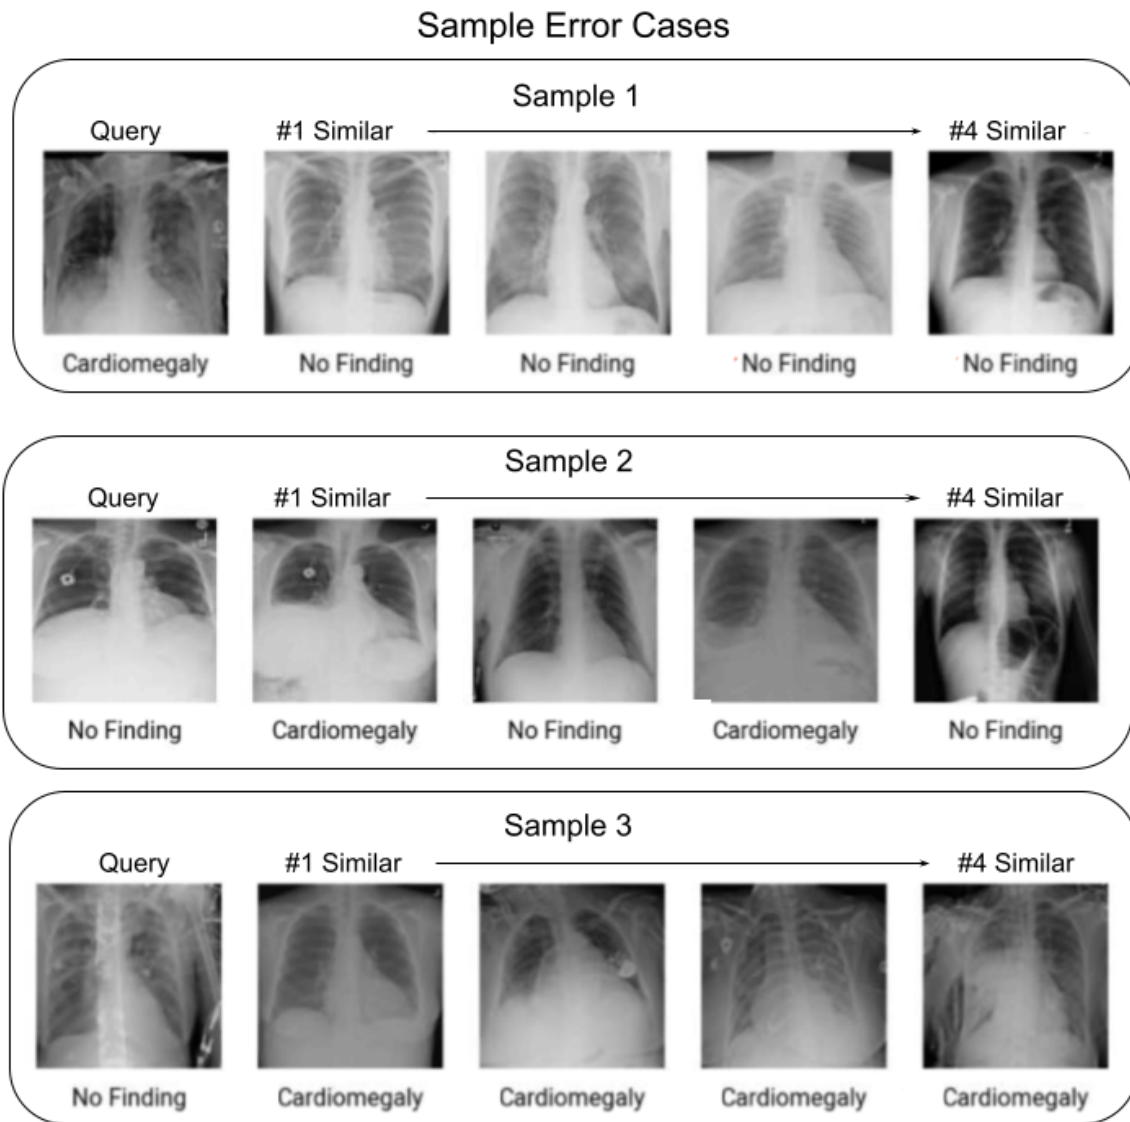 Sample Error Cases
Sample 1
Query #1 Similar #4 Similar
Cardiomegaly No Finding No Finding No Finding No Finding
Sample 2
Query #1 Similar #4 Similar
No Finding Cardiomegaly No Finding Cardiomegaly No Finding
Sample 3
Query #1 Similar #4 Similar
No Finding Cardiomegaly Cardiomegaly Cardiomegaly Cardiomegaly